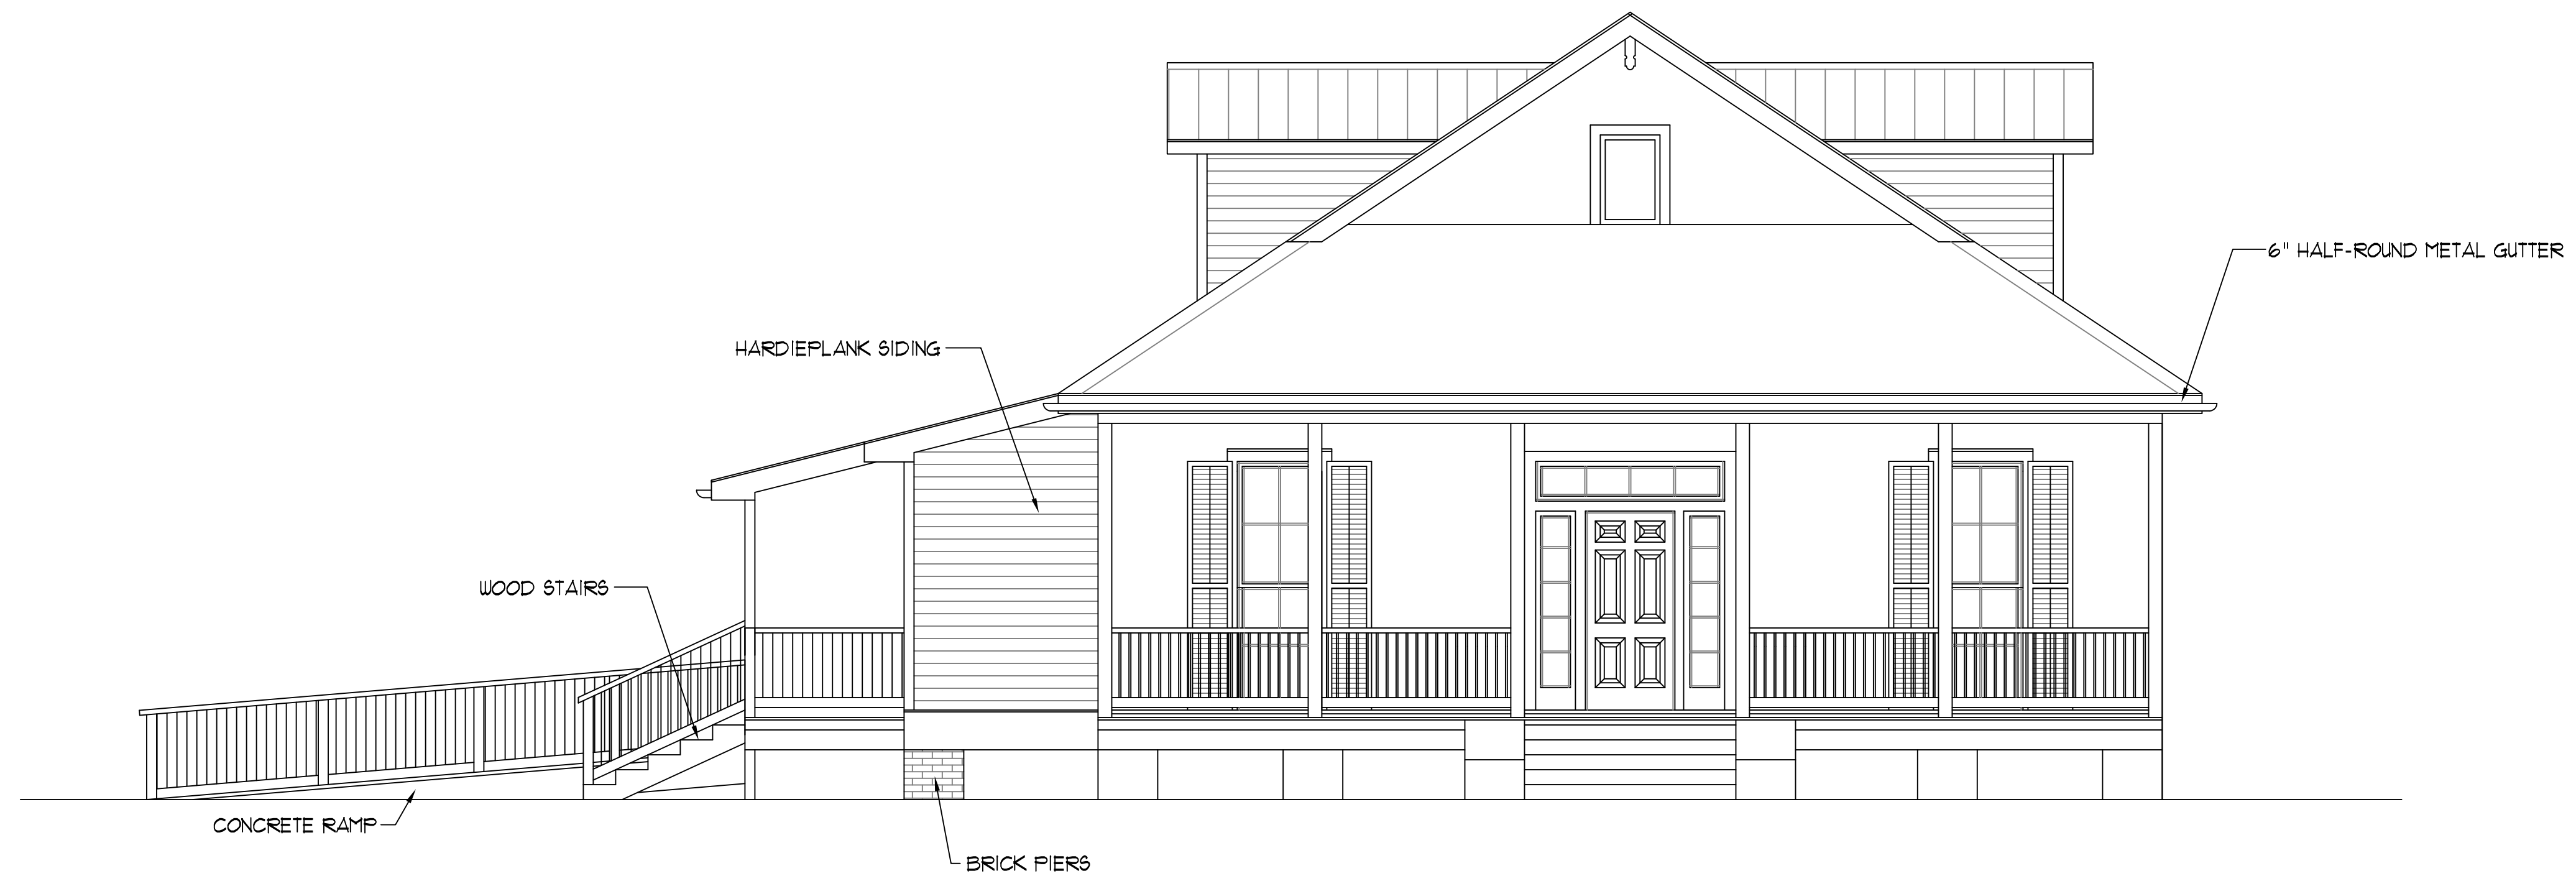 6" HALF-ROUND METAL GUTTER
HARDIEPLANK SIDING
WOOD STAIRS
CONCRETE RAMP
BRICK PIERS